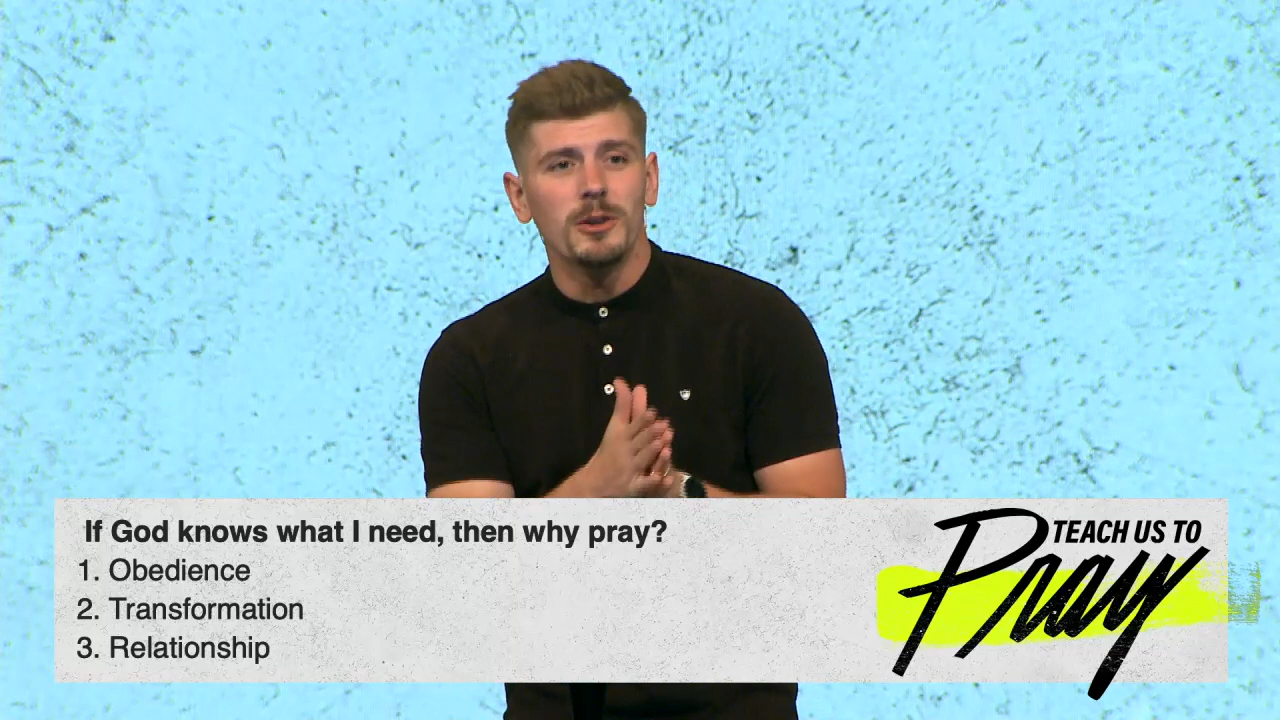 If God knows what I need, then why pray?
1. Obedience
2. Transformation
3. Relationship
TEACH US TO
Pray